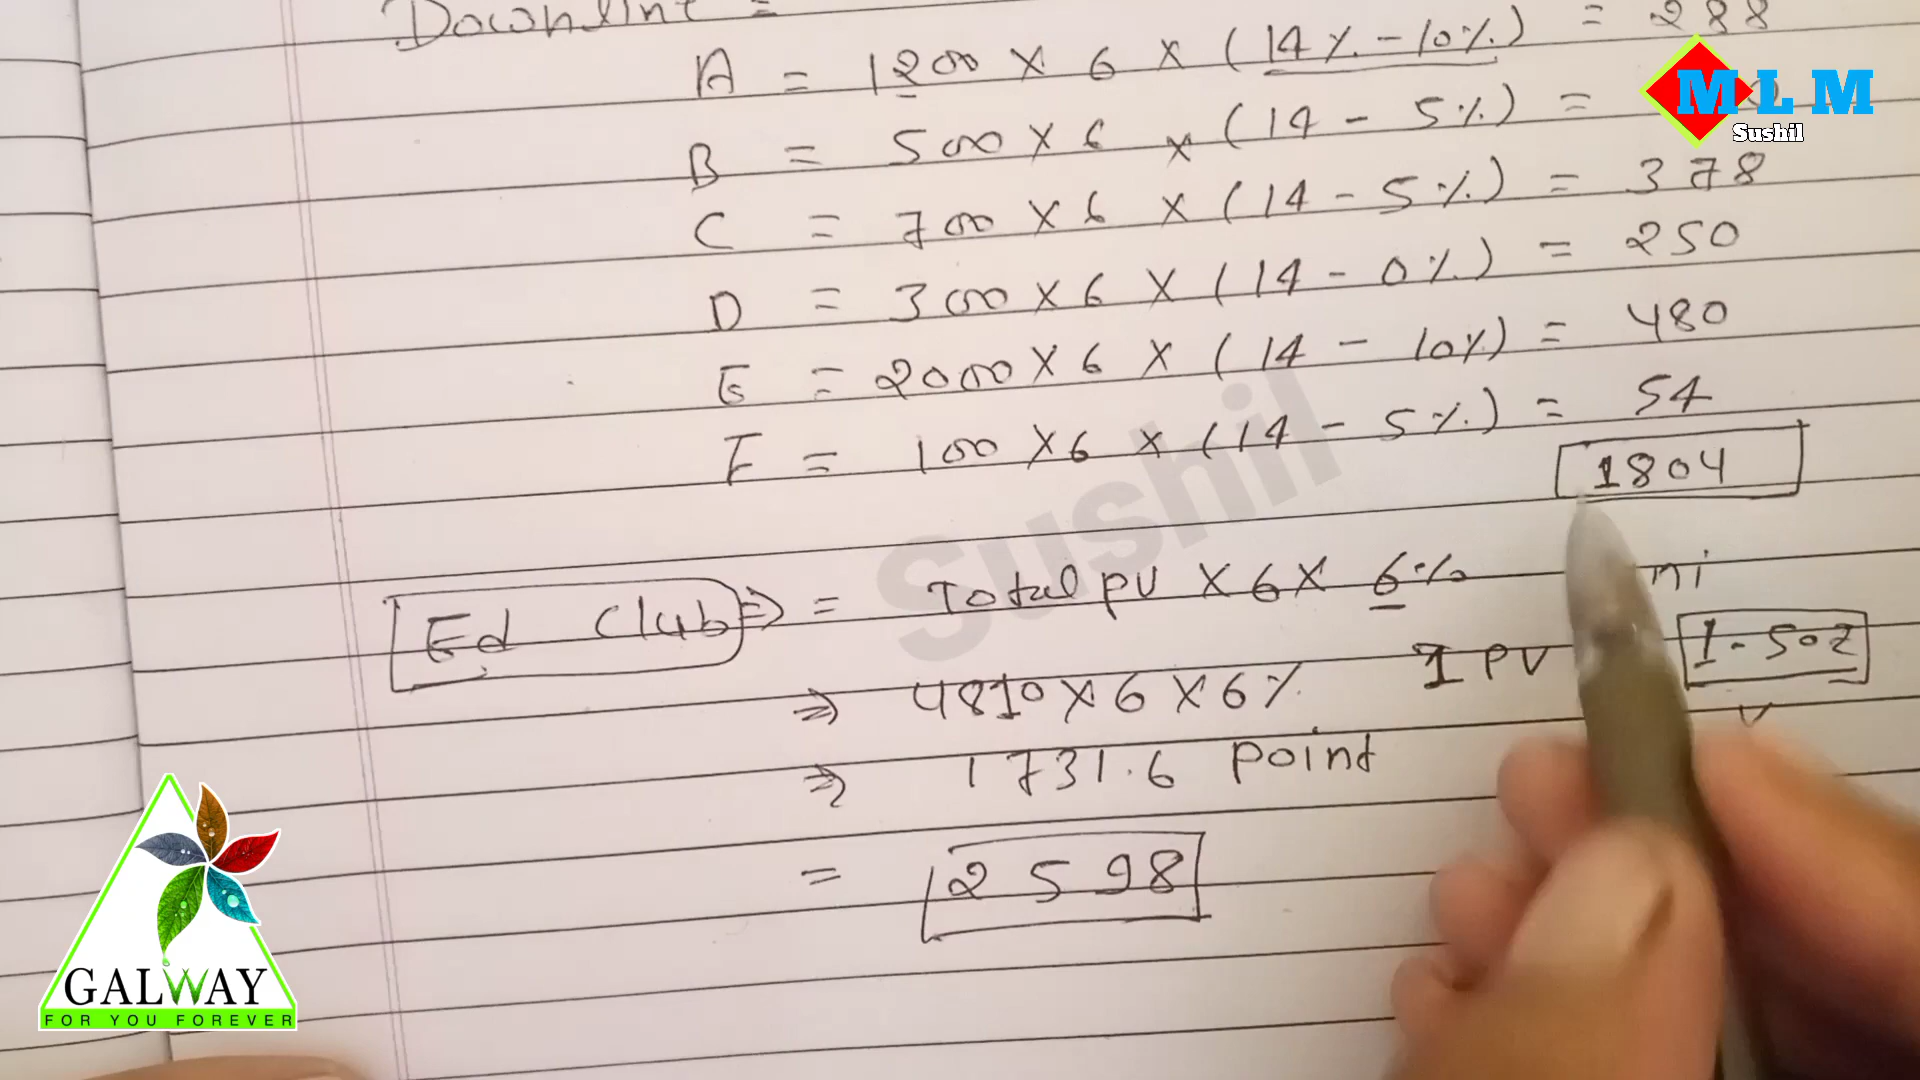 Downline =
A = 1200 X 6 X (14% - 10%) = 288
B = 500 X 6 X (14 - 5%) =
C = 700 X 6 X (14 - 5%) = 378
D = 300 X 6 X (14 - 0%) = 250
E = 2000 X 6 X (14 - 10%) = 480
F = 100 X 6 X (14 - 5%) = 54
1804
Ed Club => = Total PV X 6 X 6%
1 PV 1.502
=> 4810 X 6 X 6%
=> 1731.6 Point
= 2598
MLM
Sushil
Sushil
GALWAY
FOR YOU FOREVER